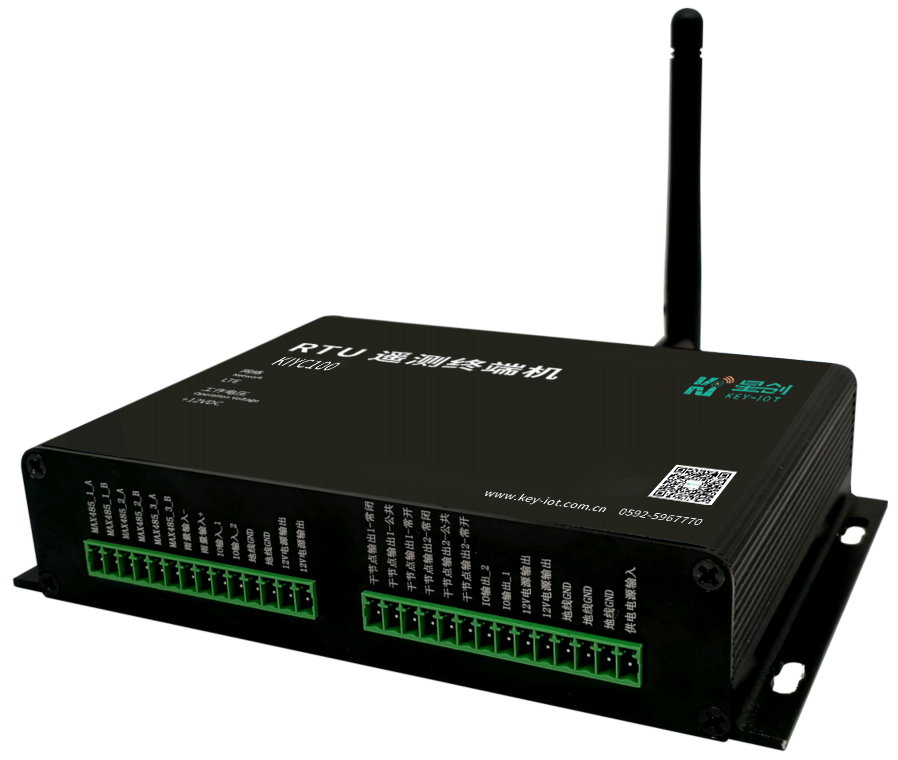 RTU 遥测终端机
KIYC100
网络
Network
LTE
工作电压
Operation Voltage
+12VDC
星创
KEY-IOT
www.key-iot.com.cn 0592-5967770
MAX485_1_A
MAX485_1_B
MAX485_2_A
MAX485_2_B
MAX485_3_A
MAX485_3_B
雨量输入-
雨量输入+
IO输入_1
IO输入_2
地线GND
地线GND
12V电源输出
12V电源输出
干节点输出1-常闭
干节点输出1-公共
干节点输出1-常开
干节点输出2-常闭
干节点输出2-公共
干节点输出2-常开
IO输出_2
IO输出_1
12V电源输出
12V电源输出
地线GND
地线GND
地线GND
供电电源输入